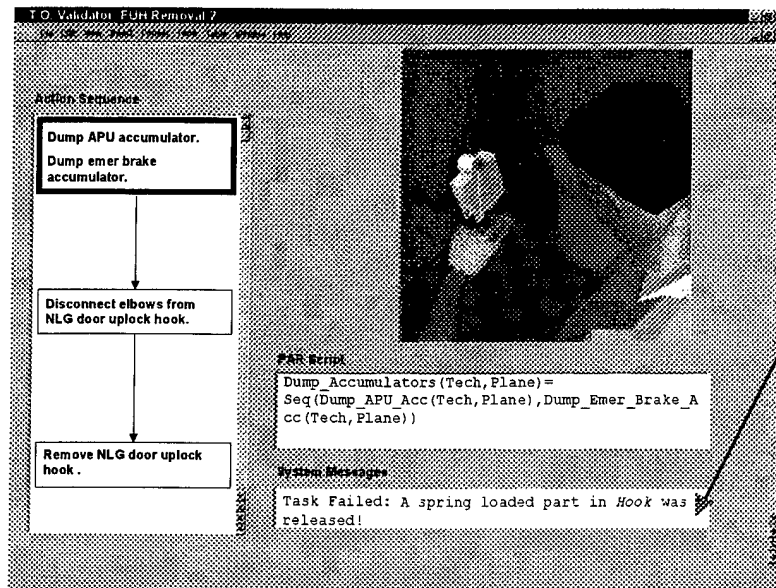 T.O. Validator FUH Removal 2
Action Sequence
Dump APU accumulator.
Dump emer brake
accumulator.
Disconnect elbows from
NLG door uplock hook.
Remove NLG door uplock
hook .
PAR Script
Dump_Accumulators(Tech,Plane)=
Seq(Dump_APU_Acc(Tech,Plane),Dump_Emer_Brake_A
cc(Tech,Plane))
System Messages
Task Failed: A spring loaded part in Hook was
released!